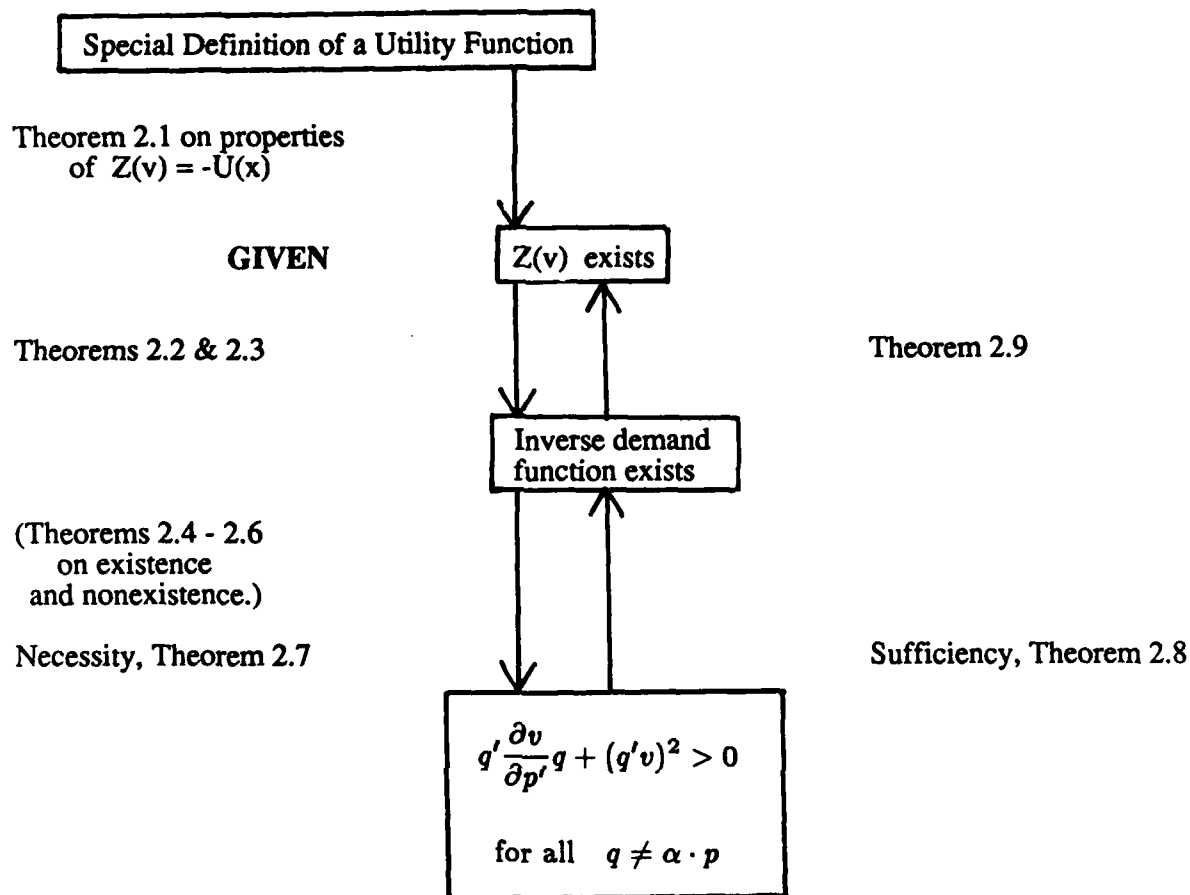 Special Definition of a Utility Function
Theorem 2.1 on properties
of Z(v) = -U(x)
GIVEN
Z(v) exists
Theorems 2.2 & 2.3
Theorem 2.9
Inverse demand
function exists
(Theorems 2.4 - 2.6
on existence
and nonexistence.)
Necessity, Theorem 2.7
Sufficiency, Theorem 2.8
q′ ∂v/∂p′ q + (q′v)² > 0
for all q ≠ α · p